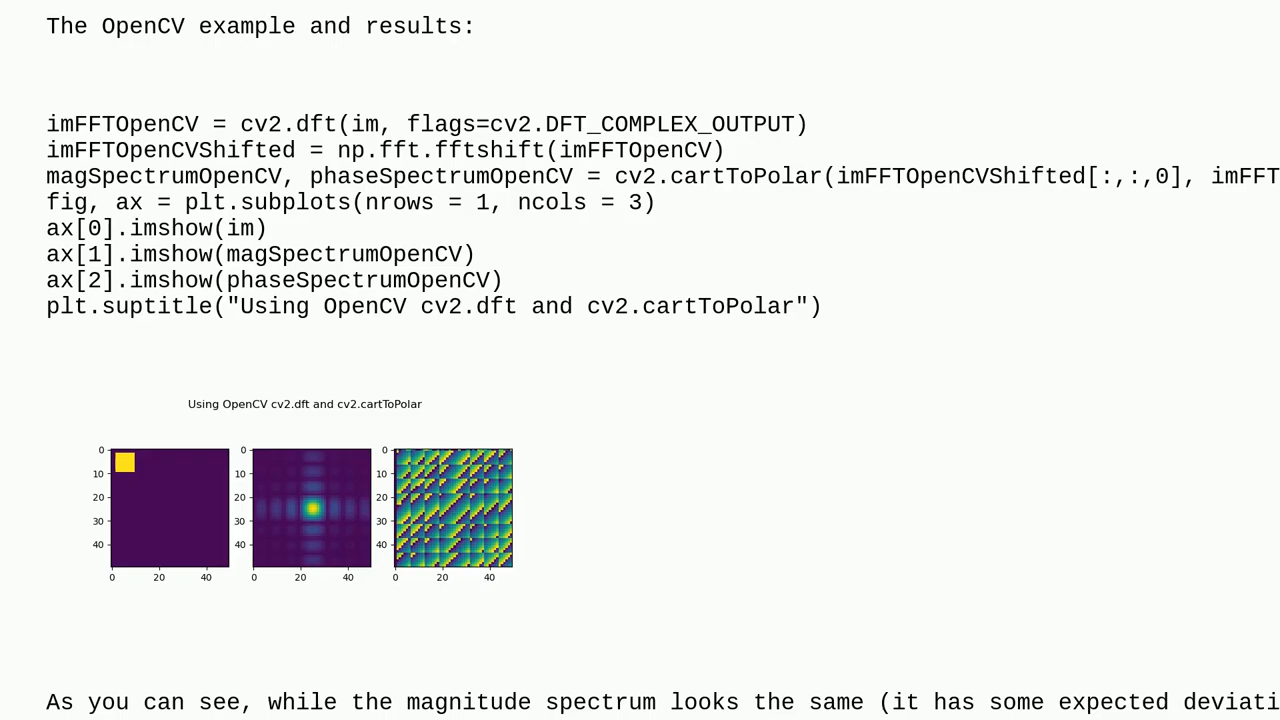 The OpenCV example and results:
imFFTOpenCV = cv2.dft(im, flags=cv2.DFT_COMPLEX_OUTPUT)
imFFTOpenCVShifted = np.fft.fftshift(imFFTOpenCV)
magSpectrumOpenCV, phaseSpectrumOpenCV = cv2.cartToPolar(imFFTOpenCVShifted[:,:,0], imFFT
fig, ax = plt.subplots(nrows = 1, ncols = 3)
ax[0].imshow(im)
ax[1].imshow(magSpectrumOpenCV)
ax[2].imshow(phaseSpectrumOpenCV)
plt.suptitle("Using OpenCV cv2.dft and cv2.cartToPolar")
Using OpenCV cv2.dft and cv2.cartToPolar
0 0 0
10 10 10
20 20 20
30 30 30
40 40 40
0 20 40 0 20 40 0 20 40
As you can see, while the magnitude spectrum looks the same (it has some expected deviati